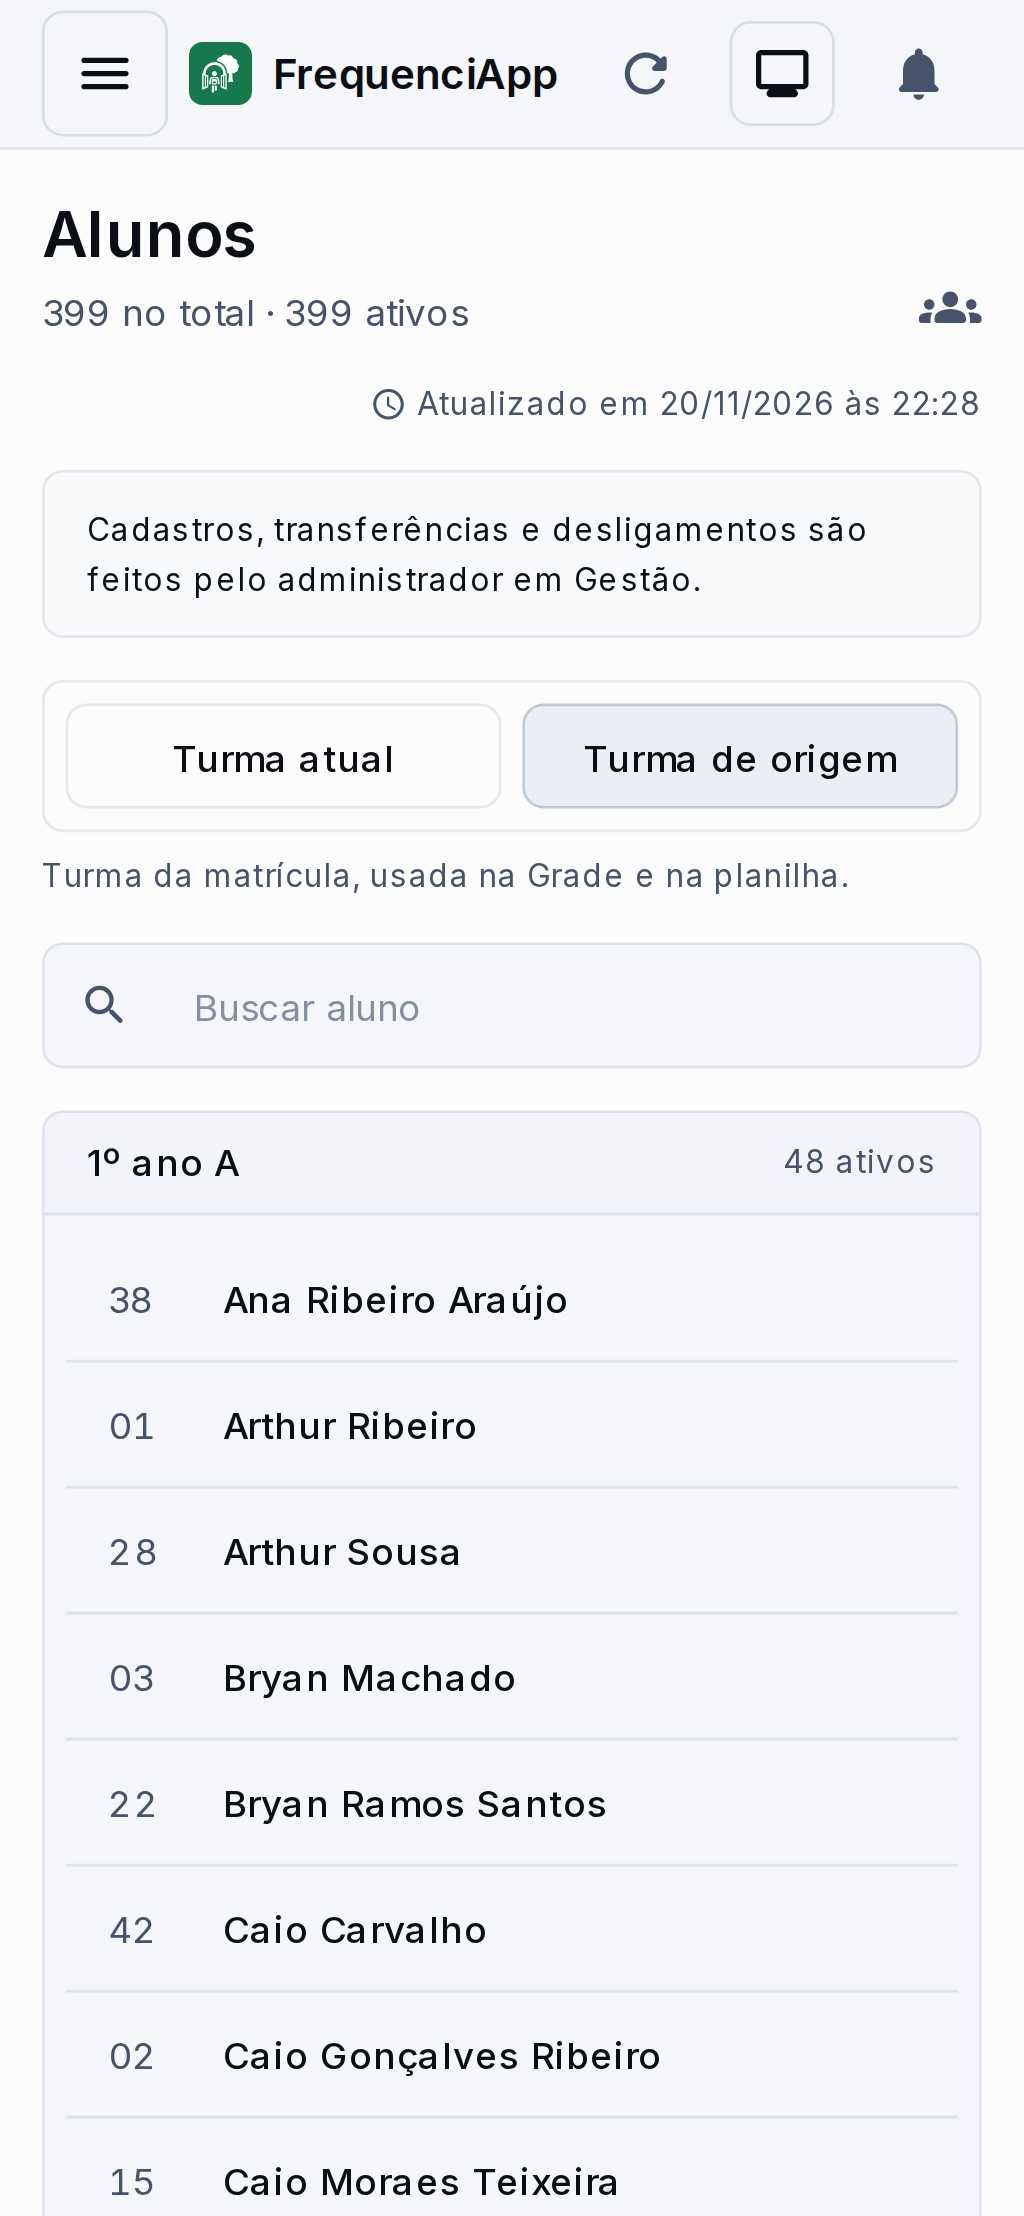 FrequenciApp
Alunos
399 no total · 399 ativos
Atualizado em 20/11/2026 às 22:28
Cadastros, transferências e desligamentos são
feitos pelo administrador em Gestão.
Turma atual
Turma de origem
Turma da matrícula, usada na Grade e na planilha.
Buscar aluno
1º ano A
48 ativos
38 Ana Ribeiro Araújo
01 Arthur Ribeiro
28 Arthur Sousa
03 Bryan Machado
22 Bryan Ramos Santos
42 Caio Carvalho
02 Caio Gonçalves Ribeiro
15 Caio Moraes Teixeira